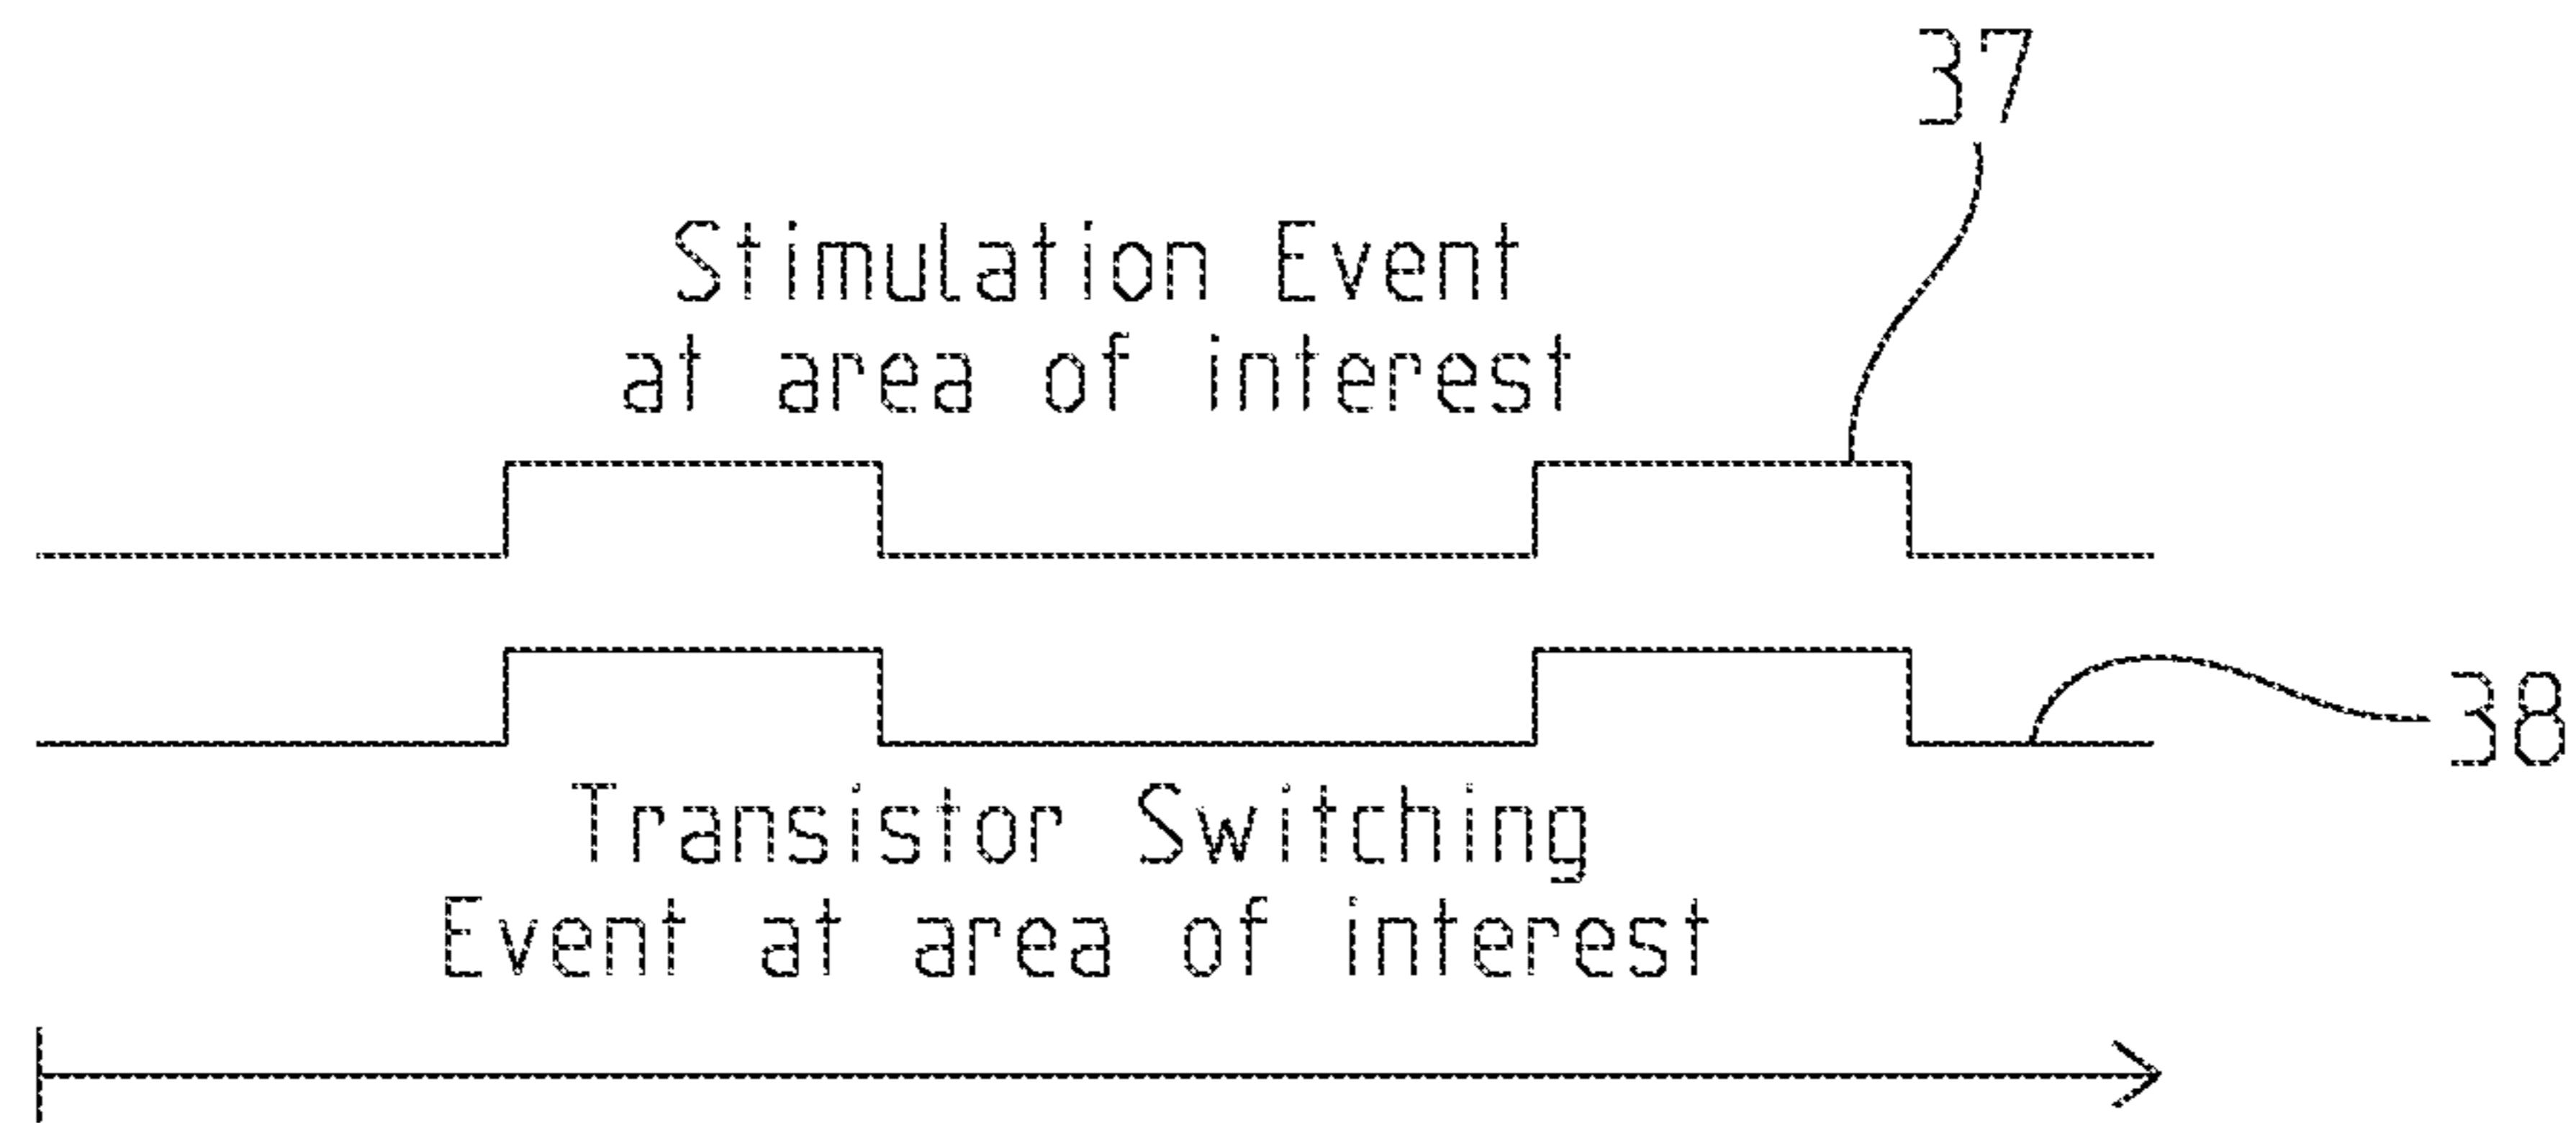 37
Stimulation Event
at area of interest
38
Transistor Switching
Event at area of interest